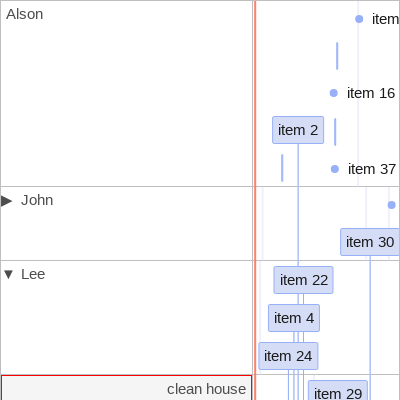 Alson
item
item 16
item 2
item 37
▶ John
item 30
▼ Lee
item 22
item 4
item 24
clean house
item 29